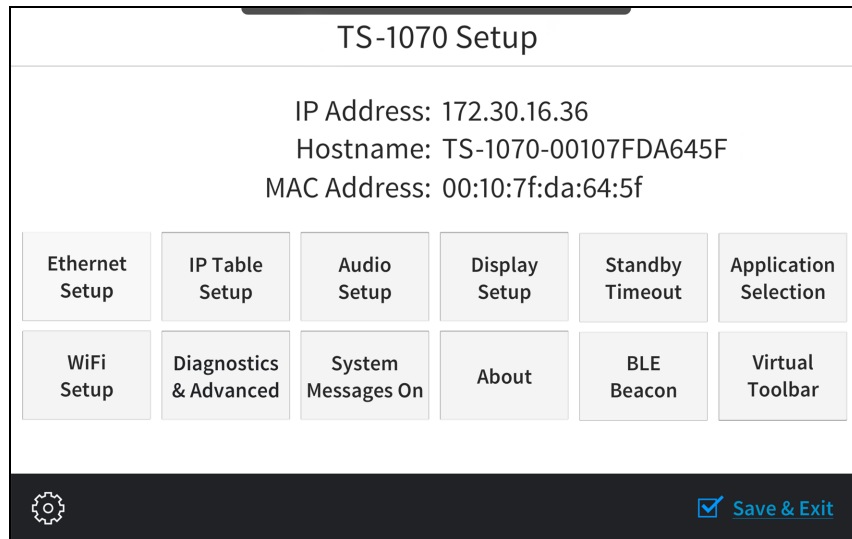 TS-1070 Setup
IP Address: 172.30.16.36
Hostname: TS-1070-00107FDA645F
MAC Address: 00:10:7f:da:64:5f
Ethernet
Setup
IP Table
Setup
Audio
Setup
Display
Setup
Standby
Timeout
Application
Selection
WiFi
Setup
Diagnostics
& Advanced
System
Messages On
About
BLE
Beacon
Virtual
Toolbar
Save & Exit